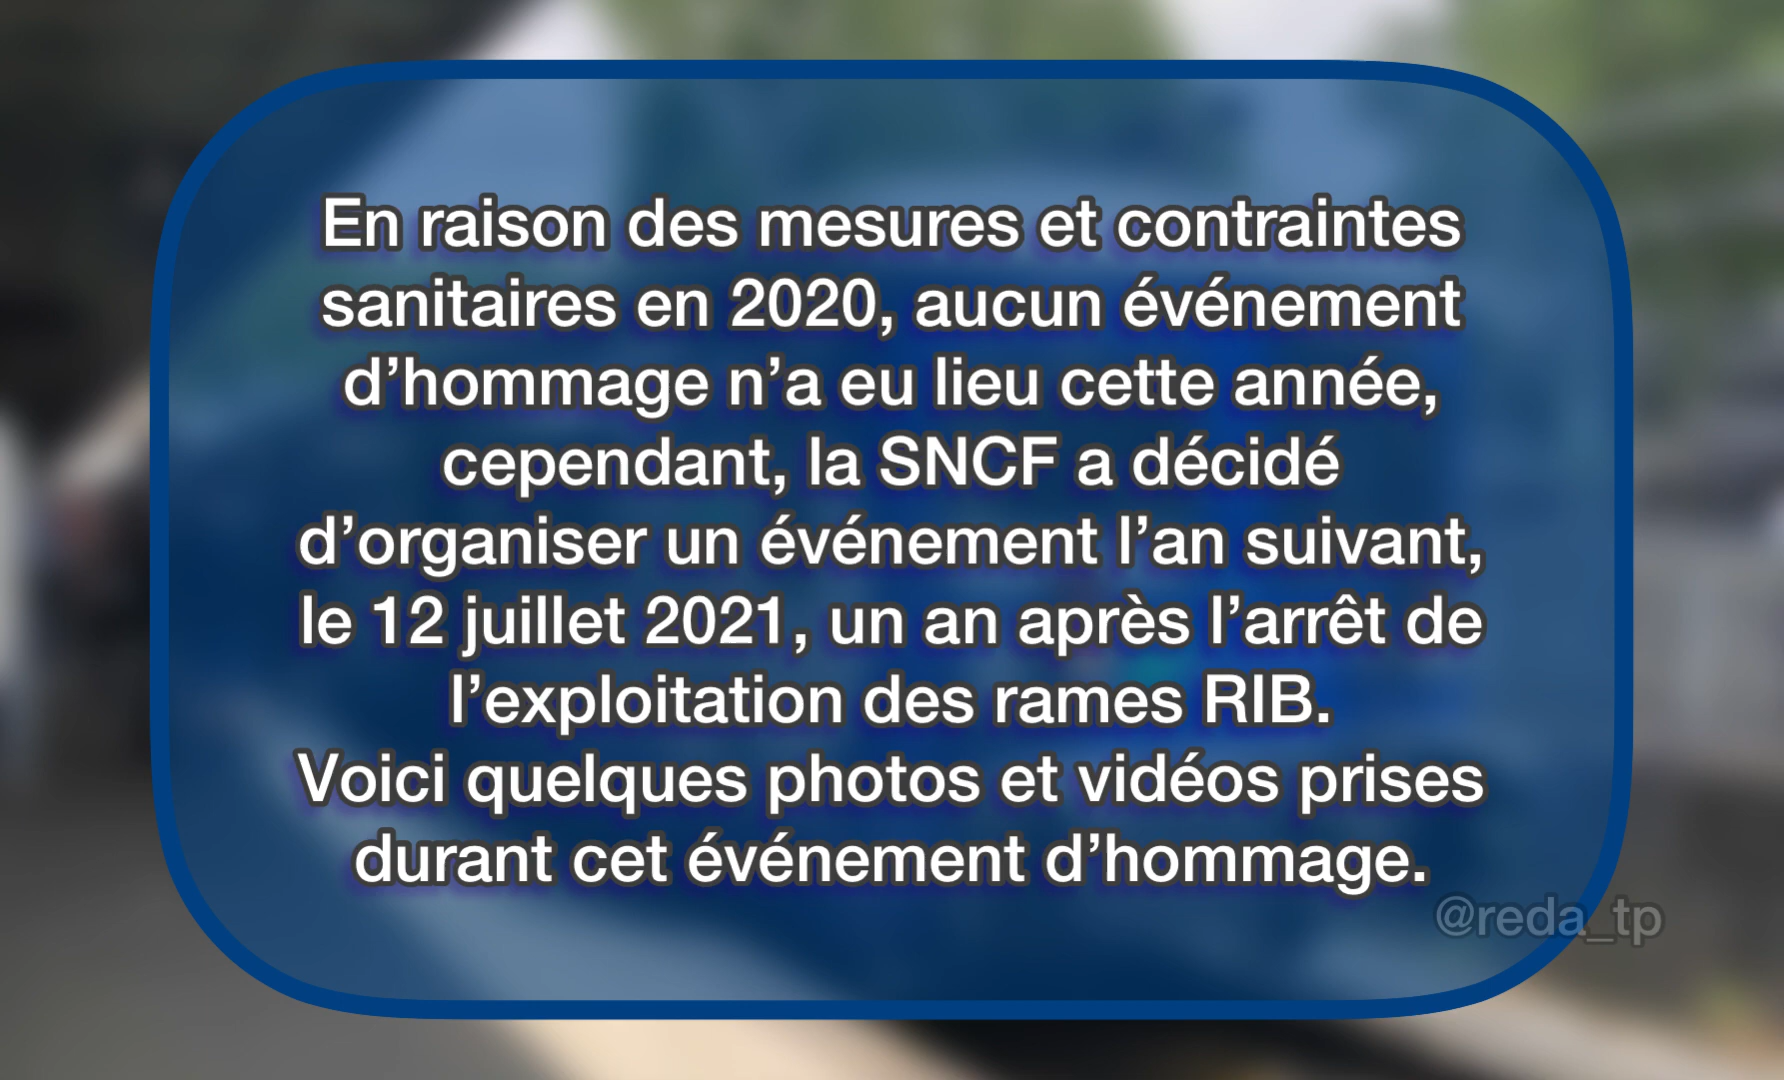 En raison des mesures et contraintes
sanitaires en 2020, aucun événement
d’hommage n’a eu lieu cette année,
cependant, la SNCF a décidé
d’organiser un événement l’an suivant,
le 12 juillet 2021, un an après l’arrêt de
l’exploitation des rames RIB.
Voici quelques photos et vidéos prises
durant cet événement d’hommage.
@reda_tp